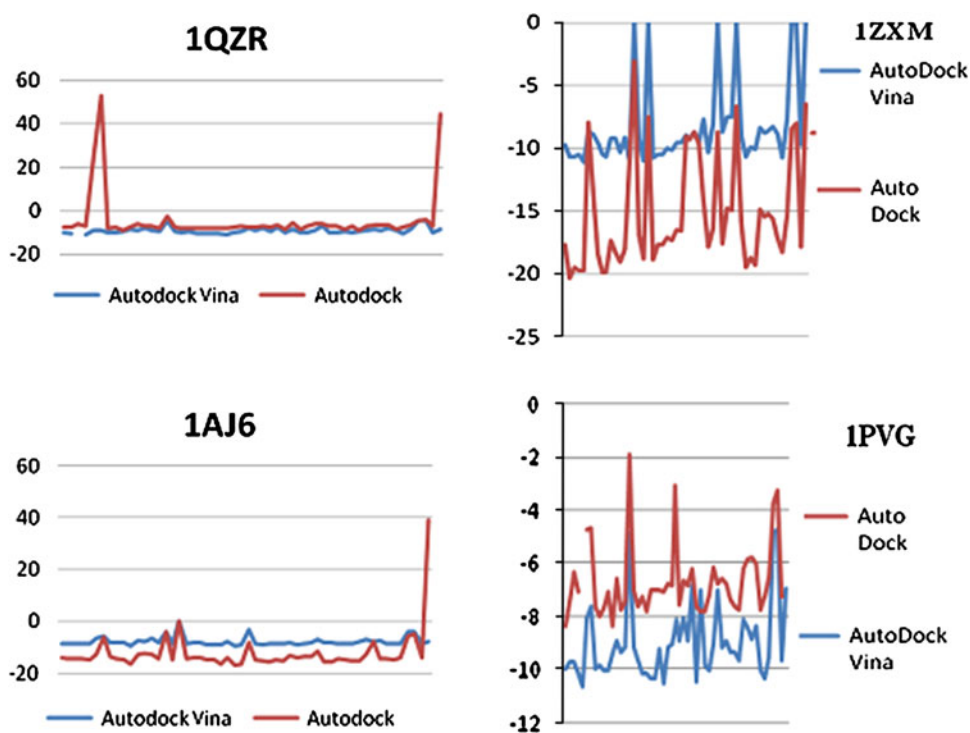 1QZR
60
40
20
0
-20
Autodock Vina
Autodock
1ZXM
0
-5
-10
-15
-20
-25
AutoDock
Vina
Auto
Dock
1AJ6
60
40
20
0
-20
Autodock Vina
Autodock
1PVG
0
-2
-4
-6
-8
-10
-12
Auto
Dock
AutoDock
Vina